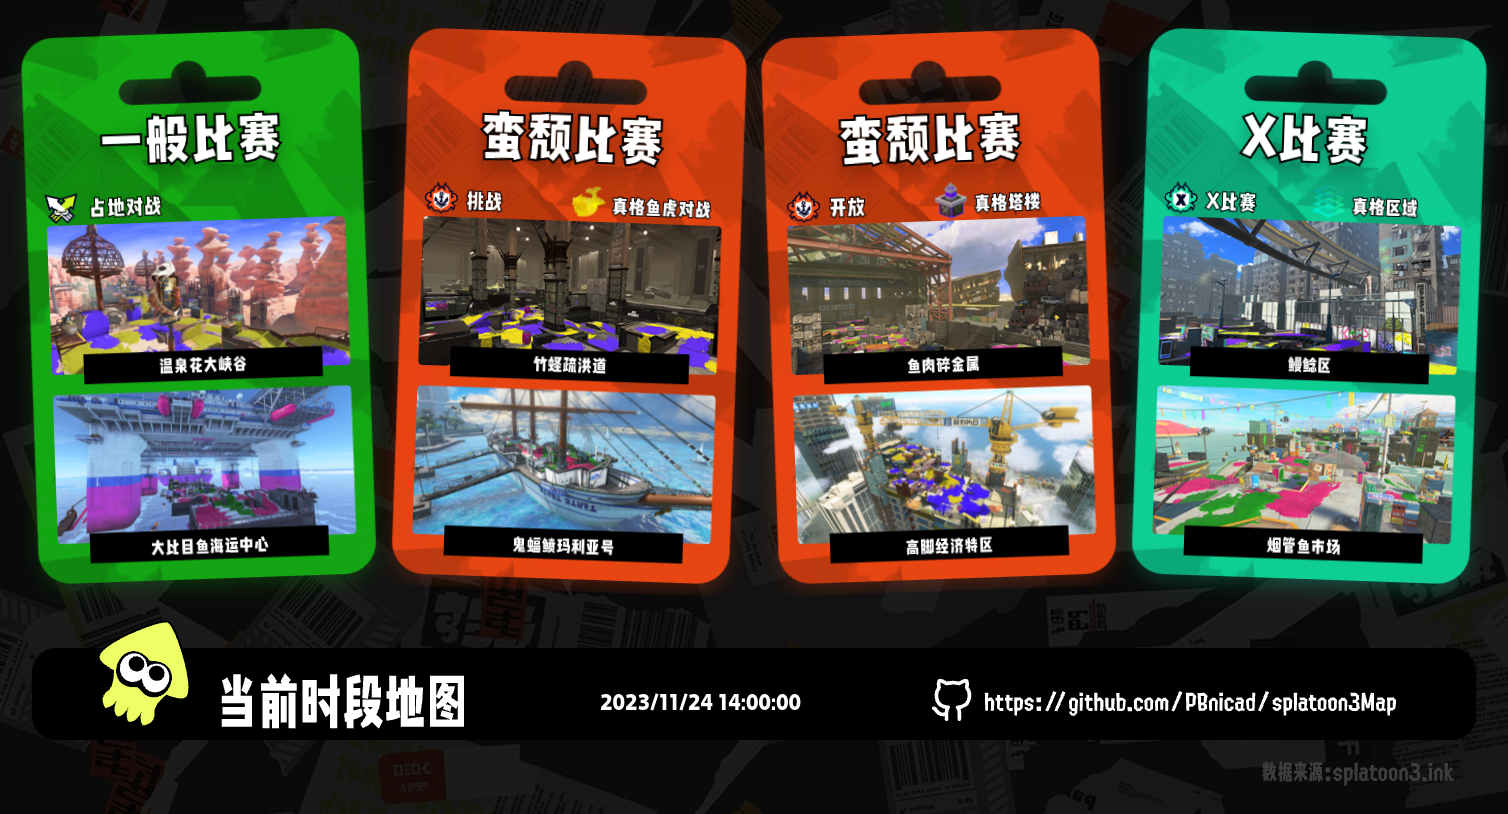 一般比赛
占地对战
温泉花大峡谷
大比目鱼海运中心
蛮颓比赛
挑战
真格鱼虎对战
竹蛏疏洪道
鬼蝠鲼玛利亚号
蛮颓比赛
开放
真格塔楼
鱼肉碎金属
高脚经济特区
X比赛
X比赛
真格区域
鳗鲶区
烟管鱼市场
当前时段地图
2023/11/24 14:00:00
https://github.com/PBnicad/splatoon3Map
数据来源:splatoon3.ink